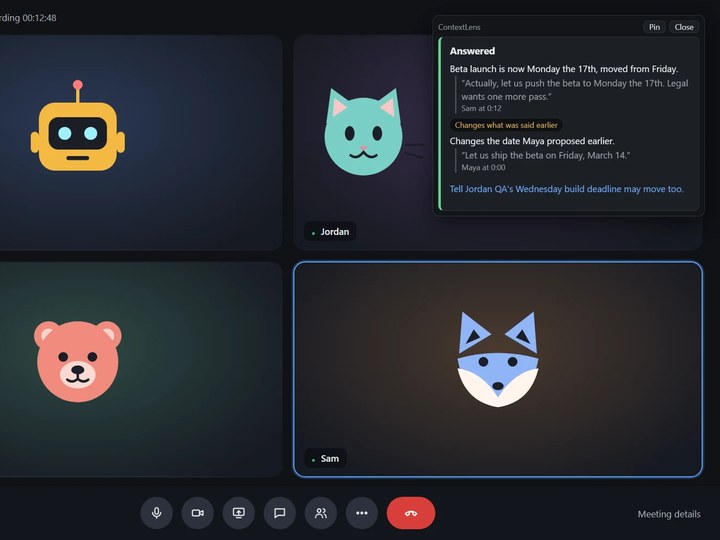 rding 00:12:48
ContextLens
Pin
Close
Answered
Beta launch is now Monday the 17th, moved from Friday.
"Actually, let us push the beta to Monday the 17th. Legal
wants one more pass."
Sam at 0:12
Changes what was said earlier
Changes the date Maya proposed earlier.
"Let us ship the beta on Friday, March 14."
Maya at 0:00
Tell Jordan QA's Wednesday build deadline may move too.
Jordan
Sam
Meeting details